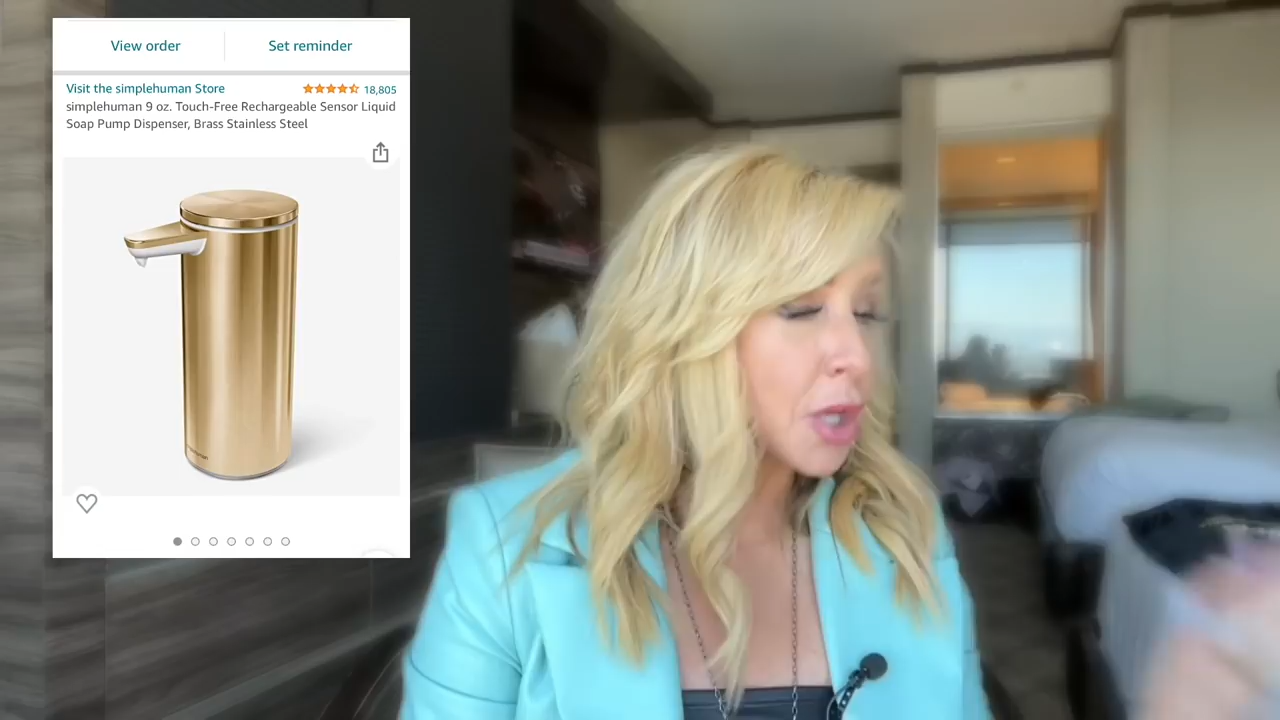 View order
Set reminder
Visit the simplehuman Store
18,805
simplehuman 9 oz. Touch-Free Rechargeable Sensor Liquid
Soap Pump Dispenser, Brass Stainless Steel